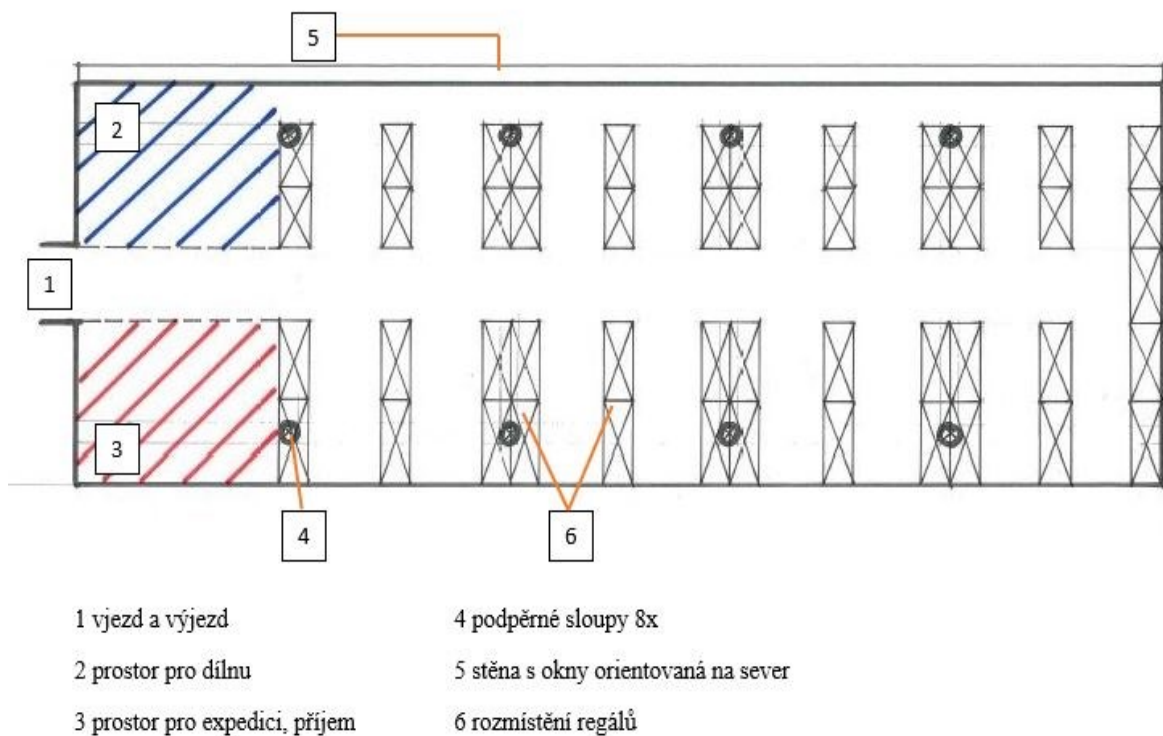 5
2
1
3
4
6
1 vjezd a výjezd
2 prostor pro dílnu
3 prostor pro expedici, příjem
4 podpěrné sloupy 8x
5 stěna s okny orientovaná na sever
6 rozmístění regálů